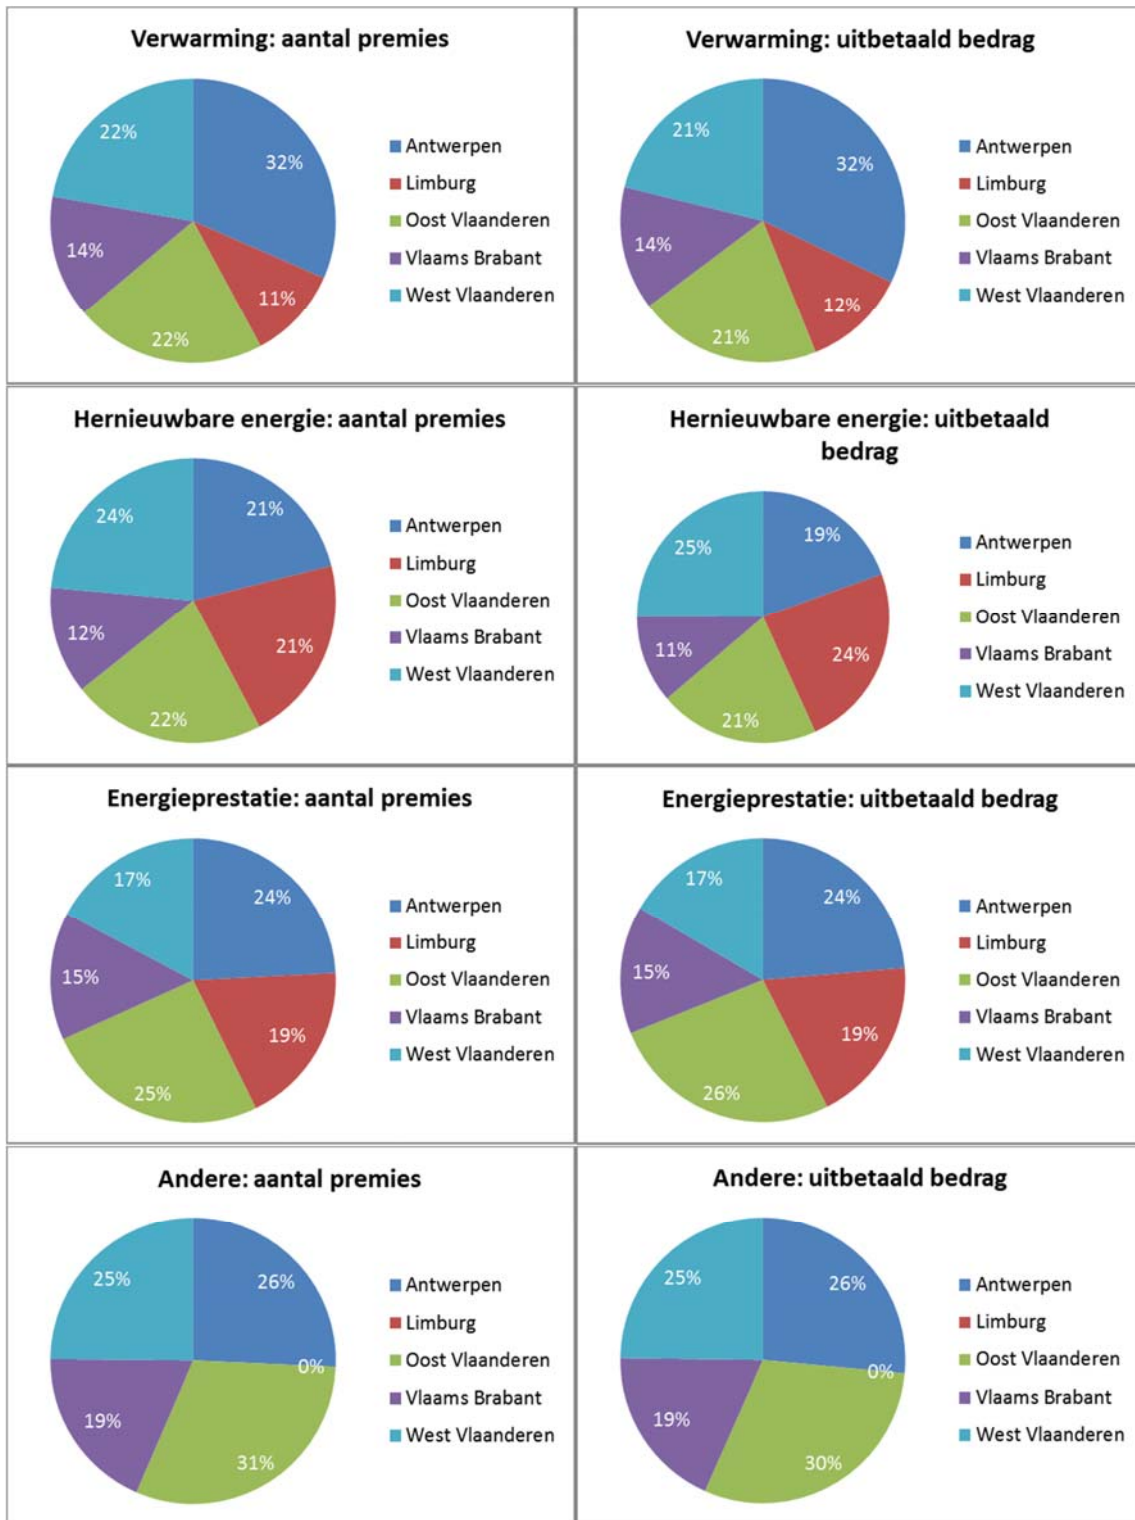 Verwarming: aantal premies
22%
32%
14%
11%
22%
Antwerpen
Limburg
Oost Vlaanderen
Vlaams Brabant
West Vlaanderen
Verwarming: uitbetaald bedrag
21%
32%
14%
12%
21%
Antwerpen
Limburg
Oost Vlaanderen
Vlaams Brabant
West Vlaanderen
Hernieuwbare energie: aantal premies
24%
21%
12%
21%
22%
Antwerpen
Limburg
Oost Vlaanderen
Vlaams Brabant
West Vlaanderen
Hernieuwbare energie: uitbetaald
bedrag
25%
19%
11%
24%
21%
Antwerpen
Limburg
Oost Vlaanderen
Vlaams Brabant
West Vlaanderen
Energieprestatie: aantal premies
17%
24%
15%
19%
25%
Antwerpen
Limburg
Oost Vlaanderen
Vlaams Brabant
West Vlaanderen
Energieprestatie: uitbetaald bedrag
17%
24%
15%
19%
26%
Antwerpen
Limburg
Oost Vlaanderen
Vlaams Brabant
West Vlaanderen
Andere: aantal premies
25%
26%
0%
19%
31%
Antwerpen
Limburg
Oost Vlaanderen
Vlaams Brabant
West Vlaanderen
Andere: uitbetaald bedrag
25%
26%
0%
19%
30%
Antwerpen
Limburg
Oost Vlaanderen
Vlaams Brabant
West Vlaanderen